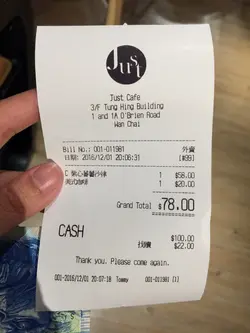 Just
Just Cafe
3/F Tung Hing Building
1 and 1A O'Brien Road
Wan Chai
Bill No.: 001-011981 外賣
日期: 2016/12/01 20:06:31 [#99]
1 $58.00
1 $20.00
Grand Total $78.00
CASH $100.00
找續 $22.00
Thank you. Please come again.
001-2016/12/01 20:07:18 Tommy 001-011981 [1]